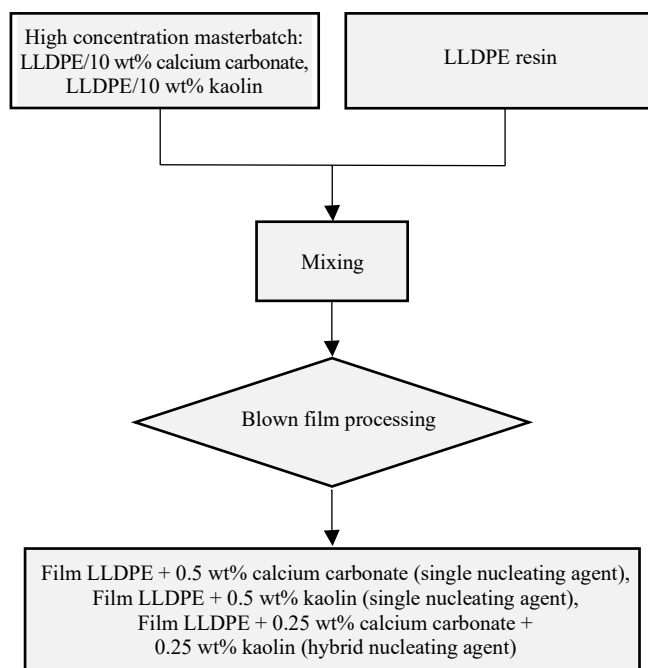 High concentration masterbatch:
LLDPE/10 wt% calcium carbonate,
LLDPE/10 wt% kaolin
LLDPE resin
Mixing
Blown film processing
Film LLDPE + 0.5 wt% calcium carbonate (single nucleating agent),
Film LLDPE + 0.5 wt% kaolin (single nucleating agent),
Film LLDPE + 0.25 wt% calcium carbonate +
0.25 wt% kaolin (hybrid nucleating agent)